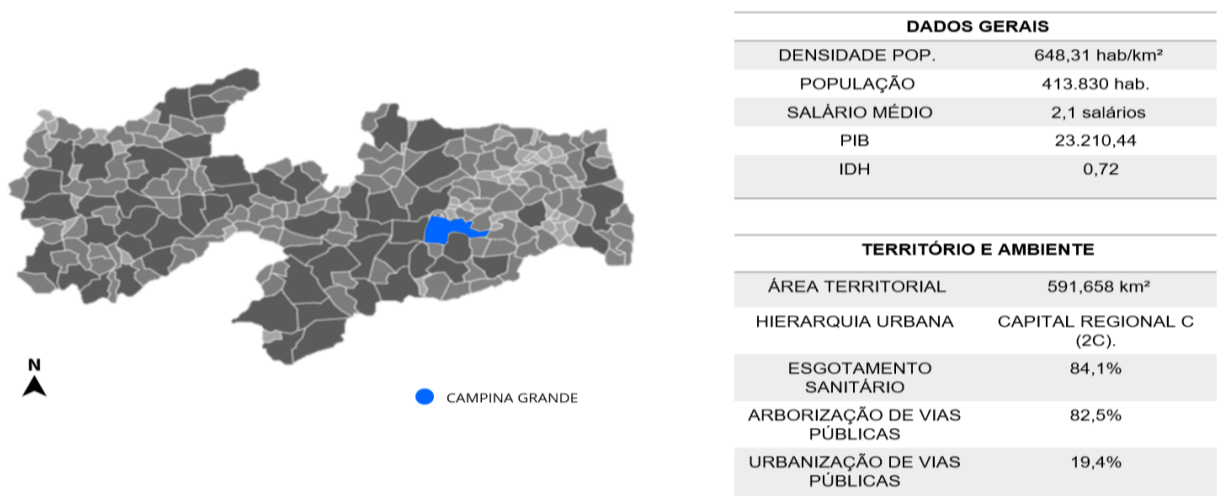 N
CAMPINA GRANDE
DADOS GERAIS
DENSIDADE POP. 648,31 hab/km²
POPULAÇÃO 413.830 hab.
SALÁRIO MÉDIO 2,1 salários
PIB 23.210,44
IDH 0,72
TERRITÓRIO E AMBIENTE
ÁREA TERRITORIAL 591,658 km²
HIERARQUIA URBANA CAPITAL REGIONAL C
(2C).
ESGOTAMENTO 84,1%
SANITÁRIO
ARBORIZAÇÃO DE VIAS 82,5%
PÚBLICAS
URBANIZAÇÃO DE VIAS 19,4%
PÚBLICAS